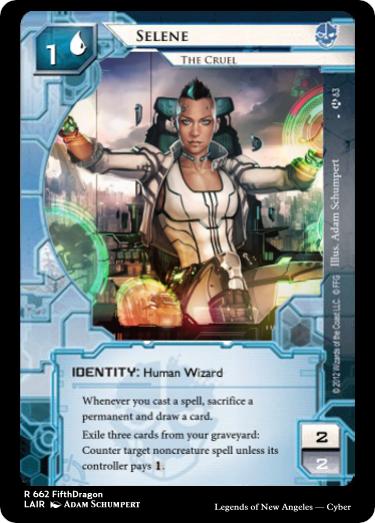 1
Selene
The Cruel
63
Illus. Adam Schumpert
© 2012 Wizards of the Coast LLC. © FFG
Identity: Human Wizard
Whenever you cast a spell, sacrifice a
permanent and draw a card.
Exile three cards from your graveyard:
Counter target noncreature spell unless its
controller pays 1.
2
2
R 662 FifthDragon
LAIR Adam Schumpert
Legends of New Angeles — Cyber